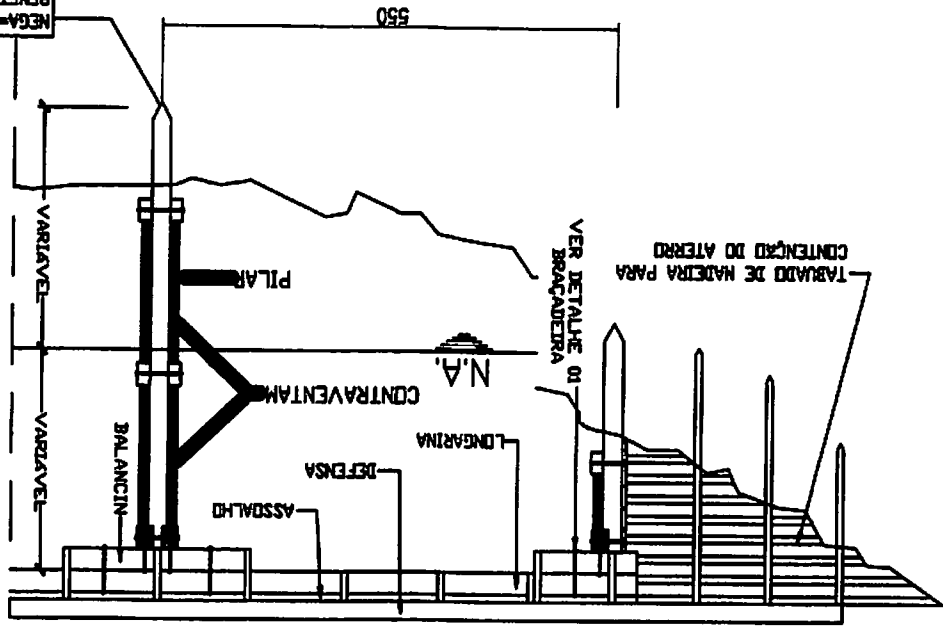 DEFENSA
ASSOALHO
LONGARINA
BALANCIN
VARIÁVEL
CONTRAVENTAM
N.A.
VER DETALHE 01
BRAÇADEIRA
TABUADO DE MADEIRA PARA
CONTENÇÃO DO ATERRO
PILAR
VARIÁVEL
550
NEGA=